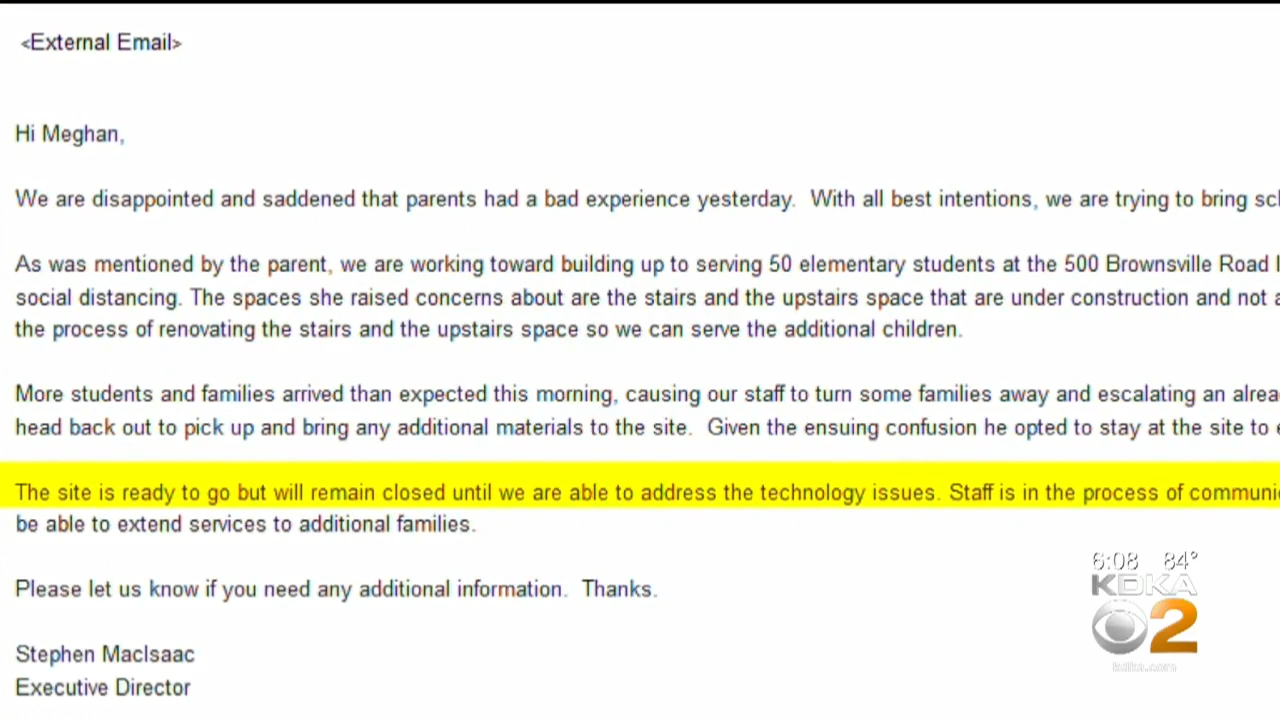 <External Email>
Hi Meghan,
We are disappointed and saddened that parents had a bad experience yesterday.  With all best intentions, we are trying to bring
As was mentioned by the parent, we are working toward building up to serving 50 elementary students at the 500 Brownsville Road
social distancing. The spaces she raised concerns about are the stairs and the upstairs space that are under construction and not
the process of renovating the stairs and the upstairs space so we can serve the additional children.
More students and families arrived than expected this morning, causing our staff to turn some families away and escalating an
head back out to pick up and bring any additional materials to the site.  Given the ensuing confusion he opted to stay at the site to
The site is ready to go but will remain closed until we are able to address the technology issues. Staff is in the process of
be able to extend services to additional families.
Please let us know if you need any additional information.  Thanks.
Stephen MacIsaac
Executive Director
6:08 84°
KDKA
2
kdka.com